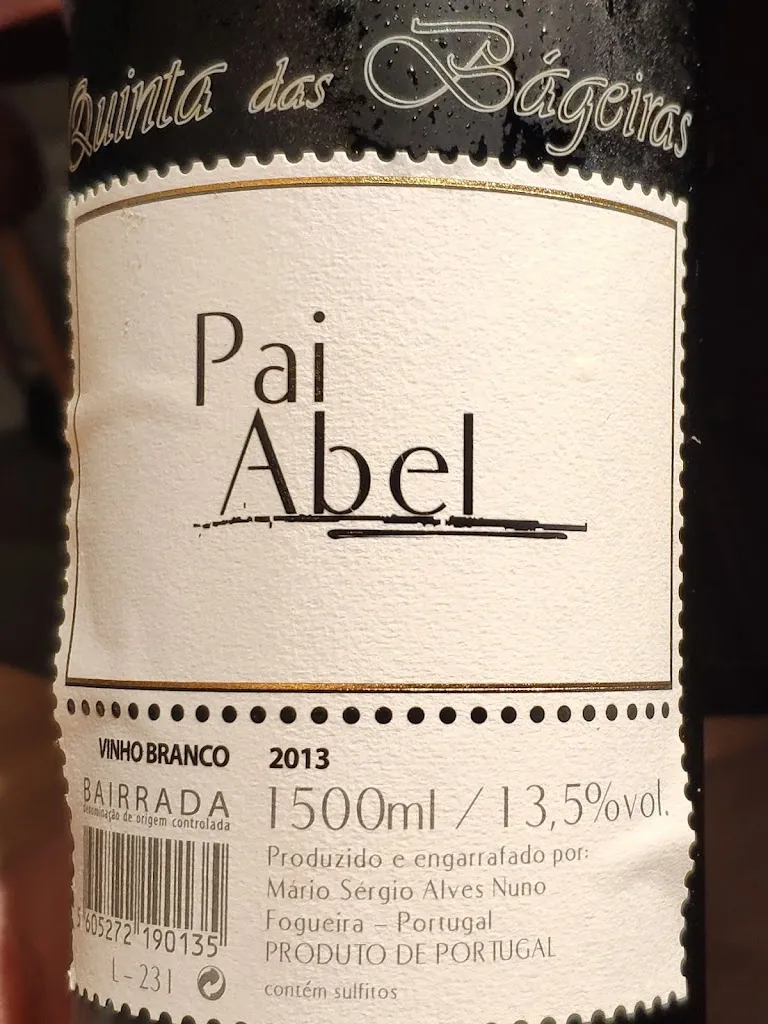 Quinta das Bágeiras
Pai
Abel
VINHO BRANCO 2013
BAIRRADA
denominação de origem controlada
1500ml / 13,5%vol.
Produzido e engarrafado por:
Mário Sérgio Alves Nuno
Fogueira – Portugal
PRODUTO DE PORTUGAL
contém sulfitos
5 605272 190135
L-231